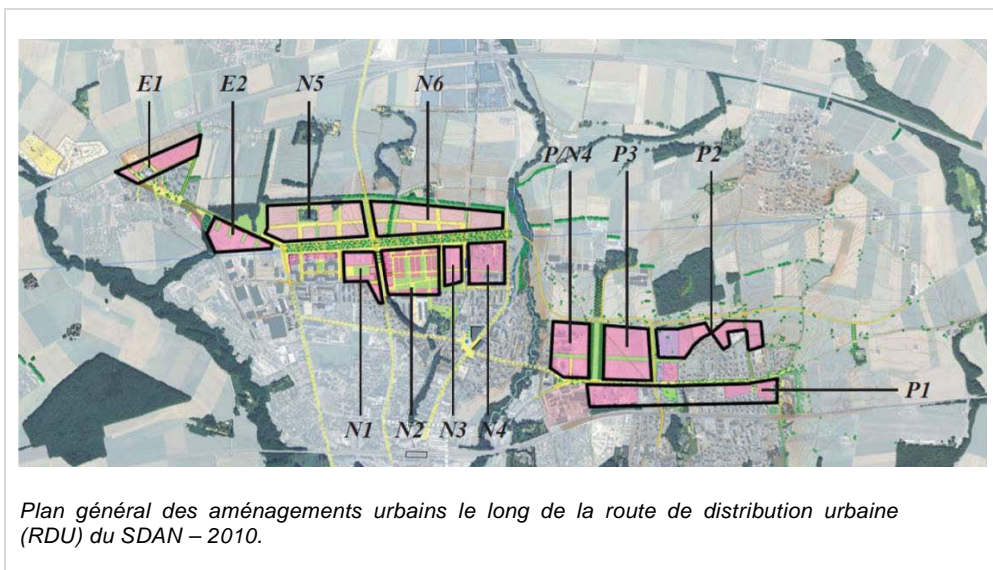 E1 E2 N5 N6
P/N4 P3 P2
P1
N1 N2 N3 N4
Plan général des aménagements urbains le long de la route de distribution urbaine
(RDU) du SDAN – 2010.